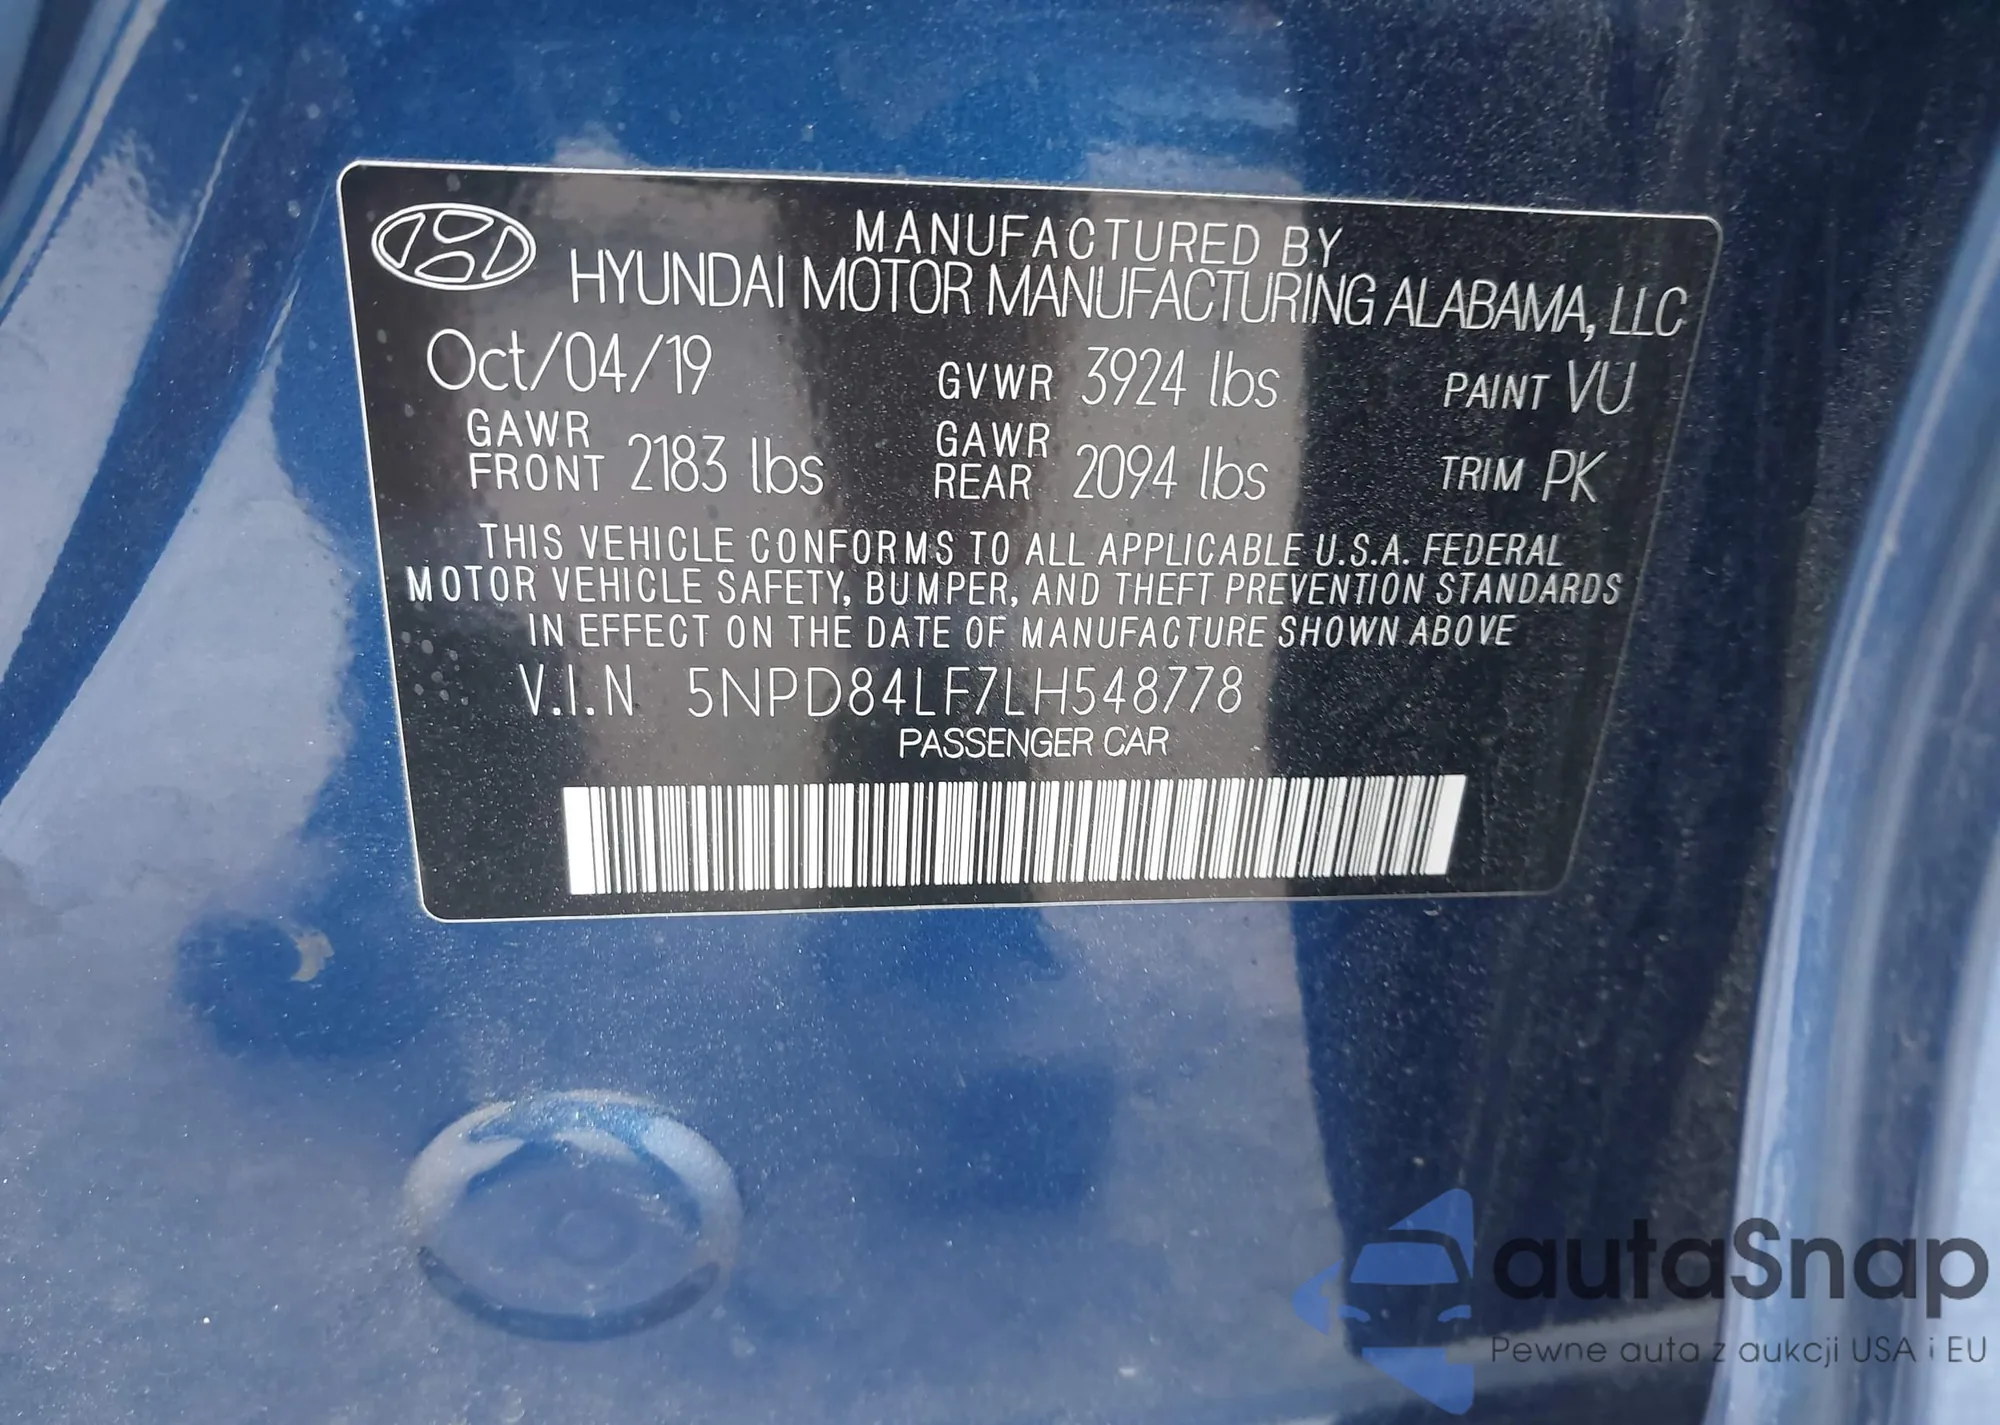 MANUFACTURED BY
HYUNDAI MOTOR MANUFACTURING ALABAMA, LLC
Oct/04/19 GVWR 3924 lbs PAINT VU
GAWR FRONT 2183 lbs GAWR REAR 2094 lbs TRIM PK
THIS VEHICLE CONFORMS TO ALL APPLICABLE U.S.A. FEDERAL
MOTOR VEHICLE SAFETY, BUMPER, AND THEFT PREVENTION STANDARDS
IN EFFECT ON THE DATE OF MANUFACTURE SHOWN ABOVE
V.I.N 5NPD84LF7LH548778
PASSENGER CAR
autaSnap
Pewne auta z aukcji USA i EU